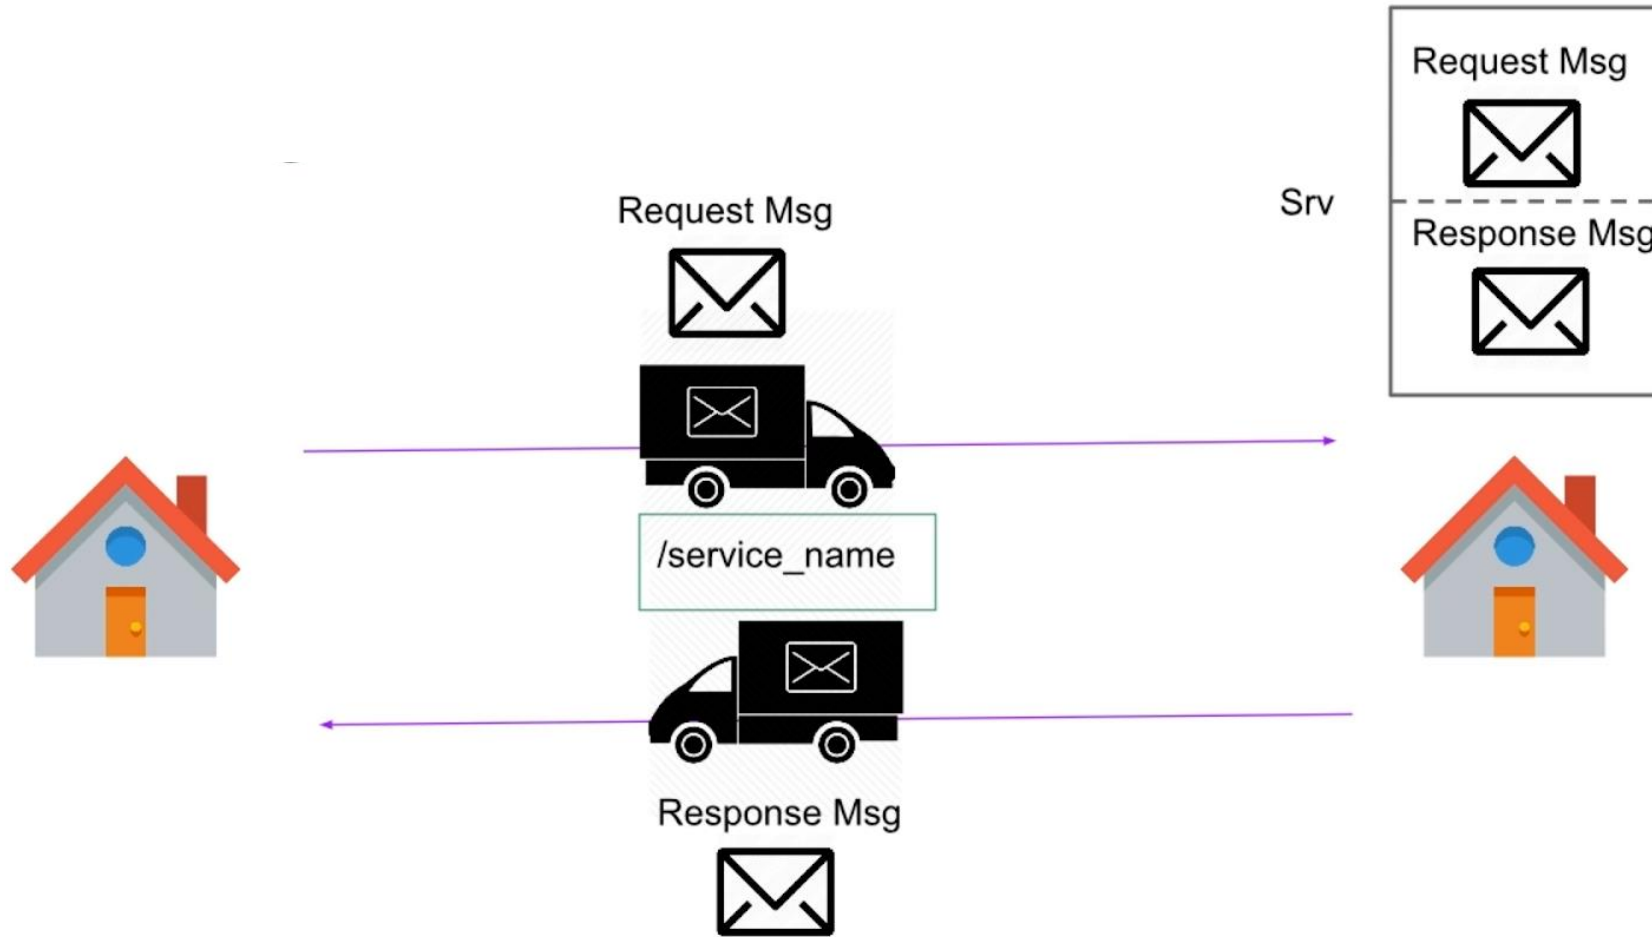 Request Msg
Srv
Response Msg
Request Msg
/service_name
Response Msg